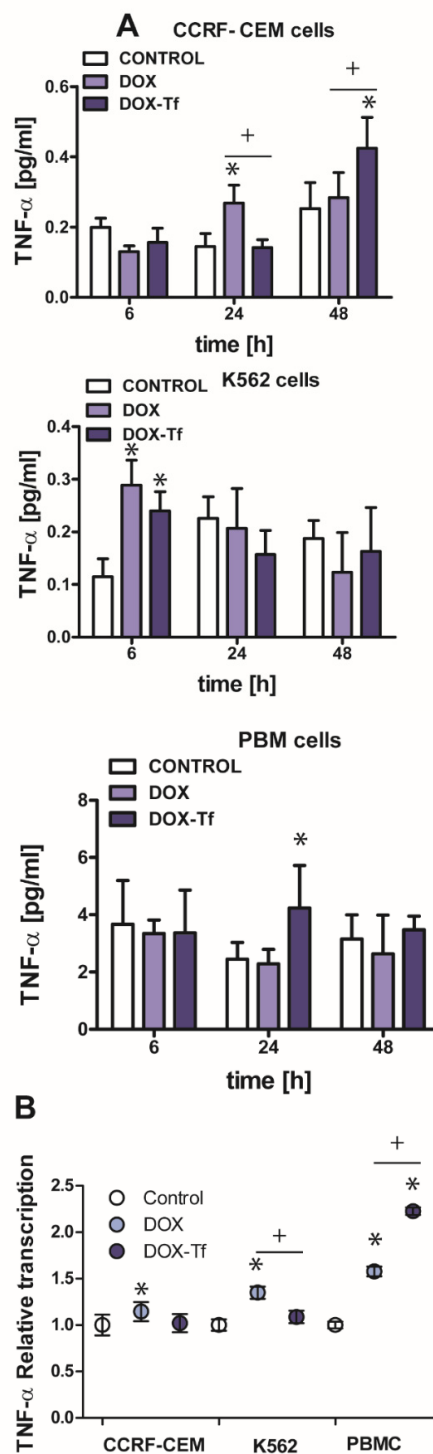 A
CCRF-CEM cells
CONTROL
DOX
DOX-Tf
TNF-α [pg/ml]
0.6
0.4
0.2
0.0
+
*
+
*
6 24 48
time [h]
K562 cells
CONTROL
DOX
DOX-Tf
TNF-α [pg/ml]
0.4
0.3
0.2
0.1
0.0
*
*
6 24 48
time [h]
PBM cells
CONTROL
DOX
DOX-Tf
TNF-α [pg/ml]
8
6
4
2
0
*
6 24 48
time [h]
B
TNF-α Relative transcription
2.5
2.0
1.5
1.0
0.5
0.0
Control
DOX
DOX-Tf
*
+
*
+
*
*
CCRF-CEM K562 PBMC